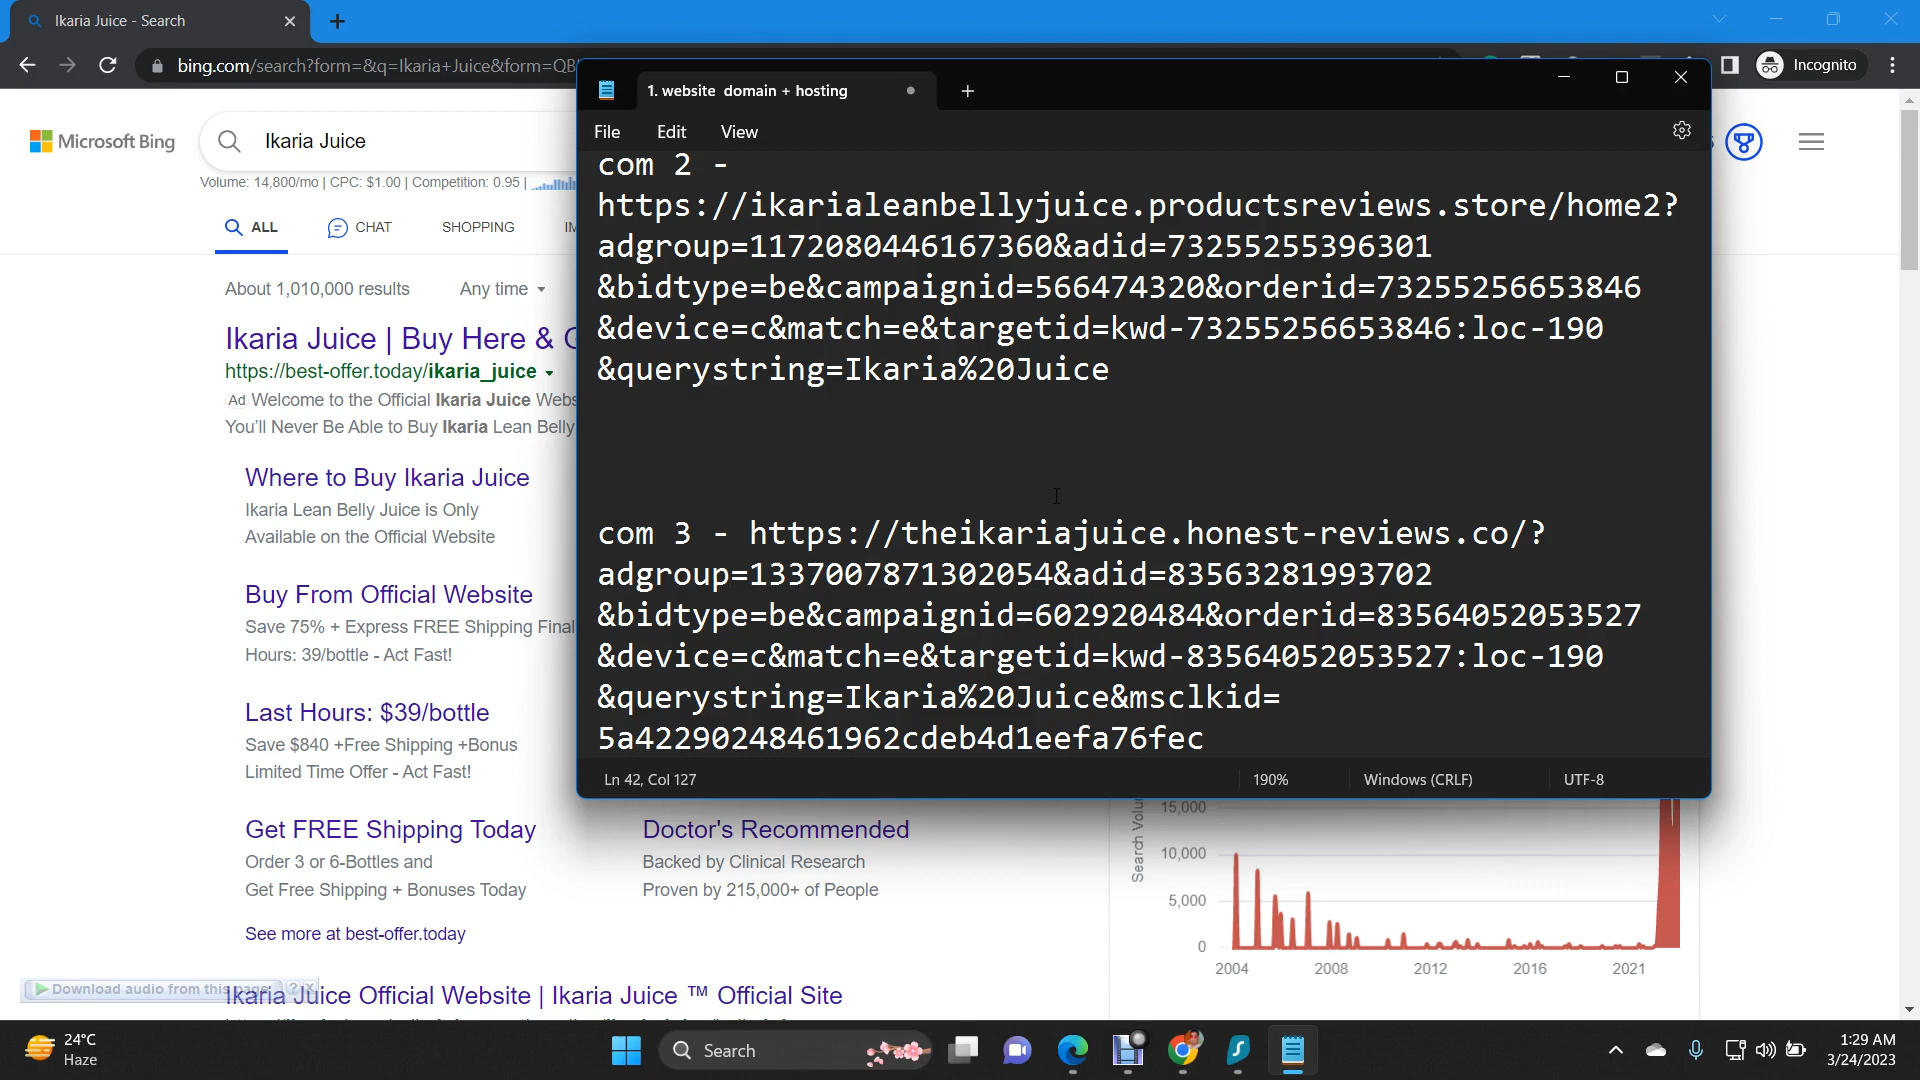 Ikaria Juice - Search
bing.com/search?form=&q=Ikaria+Juice&form=QB
Incognito
Microsoft Bing
Ikaria Juice
Volume: 14,800/mo | CPC: $1.00 | Competition: 0.95 |
ALL
CHAT
SHOPPING
About 1,010,000 results
Any time
Ikaria Juice | Buy Here &
https://best-offer.today/ikaria_juice
Ad Welcome to the Official Ikaria Juice Webs
You'll Never Be Able to Buy Ikaria Lean Belly
Where to Buy Ikaria Juice
Ikaria Lean Belly Juice is Only
Available on the Official Website
Buy From Official Website
Save 75% + Express FREE Shipping Final
Hours: 39/bottle - Act Fast!
Last Hours: $39/bottle
Save $840 +Free Shipping +Bonus
Limited Time Offer - Act Fast!
Get FREE Shipping Today
Order 3 or 6-Bottles and
Get Free Shipping + Bonuses Today
Doctor's Recommended
Backed by Clinical Research
Proven by 215,000+ of People
See more at best-offer.today
Download audio from this page
Ikaria Juice Official Website | Ikaria Juice ™ Official Site
1. website domain + hosting
File
Edit
View
com 2 -
https://ikarialeanbellyjuice.productsreviews.store/home2?
adgroup=1172080446167360&adid=73255255396301
&bidtype=be&campaignid=566474320&orderid=73255256653846
&device=c&match=e&targetid=kwd-73255256653846:loc-190
&querystring=Ikaria%20Juice
com 3 - https://theikariajuice.honest-reviews.co/?
adgroup=1337007871302054&adid=83563281993702
&bidtype=be&campaignid=602920484&orderid=83564052053527
&device=c&match=e&targetid=kwd-83564052053527:loc-190
&querystring=Ikaria%20Juice&msclkid=
5a42290248461962cdeb4d1eefa76fec
Ln 42, Col 127
190%
Windows (CRLF)
UTF-8
Search Volu
15,000
10,000
5,000
0
2004
2008
2012
2016
2021
24°C
Haze
Search
1:29 AM
3/24/2023